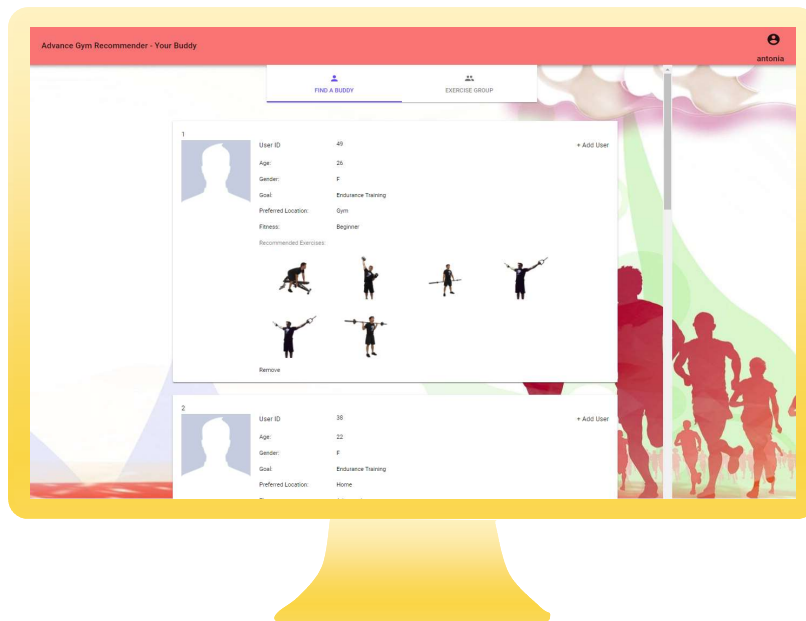 Advance Gym Recommender - Your Buddy
antonia
FIND A BUDDY
EXERCISE GROUP
1
User ID 49 + Add User
Age: 26
Gender: F
Goal: Endurance Training
Preferred Location: Gym
Fitness: Beginner
Recommended Exercises:
Remove
2
User ID 38 + Add User
Age: 22
Gender: F
Goal: Endurance Training
Preferred Location: Home